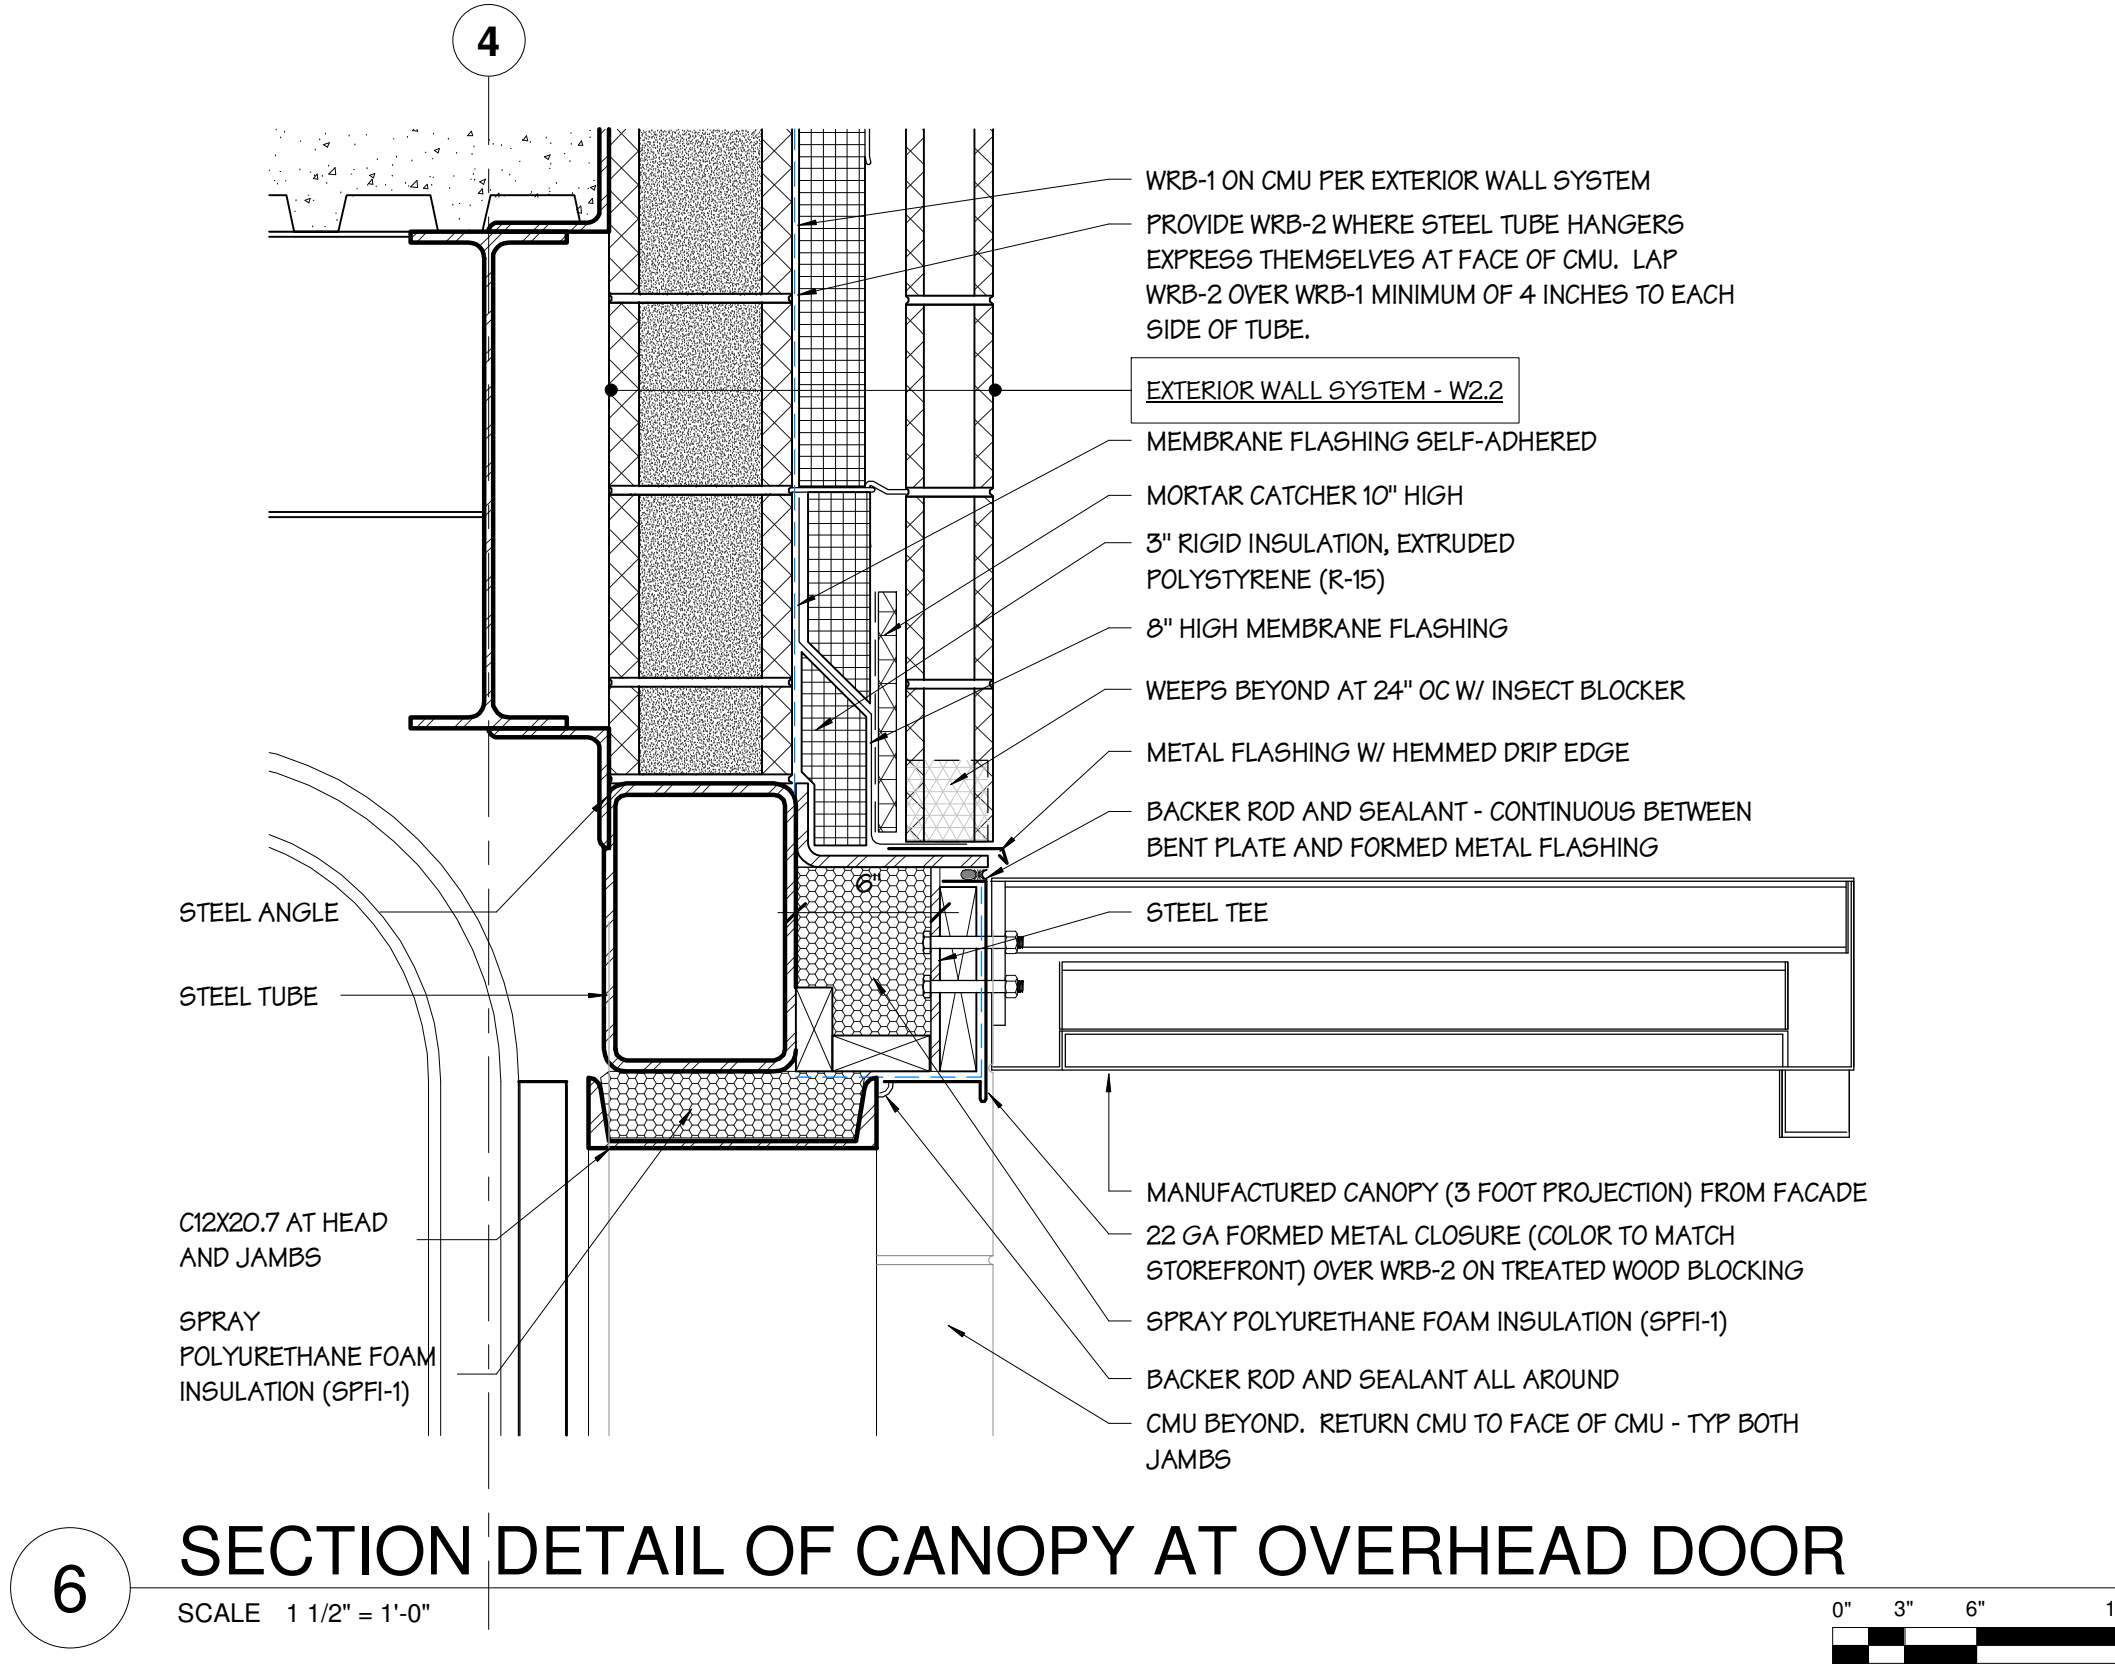 4
WRB-1 ON CMU PER EXTERIOR WALL SYSTEM
PROVIDE WRB-2 WHERE STEEL TUBE HANGERS
EXPRESS THEMSELVES AT FACE OF CMU. LAP
WRB-2 OVER WRB-1 MINIMUM OF 4 INCHES TO EACH
SIDE OF TUBE.
EXTERIOR WALL SYSTEM - W2.2
MEMBRANE FLASHING SELF-ADHERED
MORTAR CATCHER 10" HIGH
3" RIGID INSULATION, EXTRUDED
POLYSTYRENE (R-15)
8" HIGH MEMBRANE FLASHING
WEEPS BEYOND AT 24" OC W/ INSECT BLOCKER
METAL FLASHING W/ HEMMED DRIP EDGE
BACKER ROD AND SEALANT - CONTINUOUS BETWEEN
BENT PLATE AND FORMED METAL FLASHING
6"
STEEL ANGLE
STEEL TEE
STEEL TUBE
MANUFACTURED CANOPY (3 FOOT PROJECTION) FROM FACADE
C12X20.7 AT HEAD
AND JAMBS
22 GA FORMED METAL CLOSURE (COLOR TO MATCH
STOREFRONT) OVER WRB-2 ON TREATED WOOD BLOCKING
SPRAY
POLYURETHANE FOAM
INSULATION (SPFI-1)
SPRAY POLYURETHANE FOAM INSULATION (SPFI-1)
BACKER ROD AND SEALANT ALL AROUND
CMU BEYOND. RETURN CMU TO FACE OF CMU - TYP BOTH
JAMBS
6
SECTION DETAIL OF CANOPY AT OVERHEAD DOOR
SCALE 1 1/2" = 1'-0"
0" 3" 6" 1